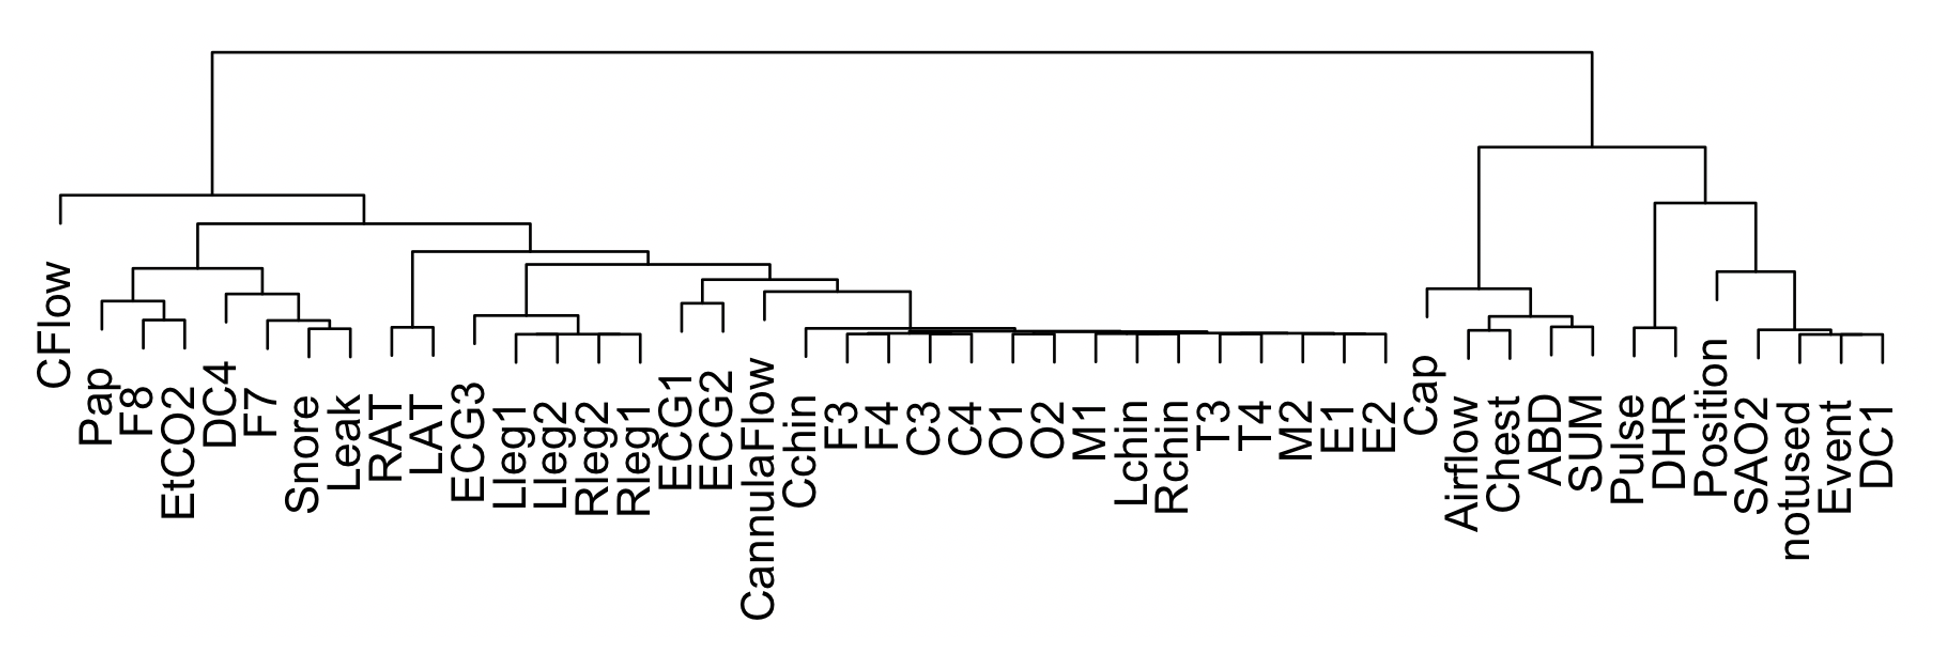 CFlow
Pap
F8
EtCO2
DC4
F7
Snore
Leak
RAT
LAT
ECG3
Lleg1
Lleg2
Rleg2
Rleg1
ECG1
ECG2
CannulaFlow
Cchin
F3
F4
C3
C4
O1
O2
M1
Lchin
Rchin
T3
T4
M2
E1
E2
Cap
Airflow
Chest
ABD
SUM
Pulse
DHR
Position
SAO2
notused
Event
DC1